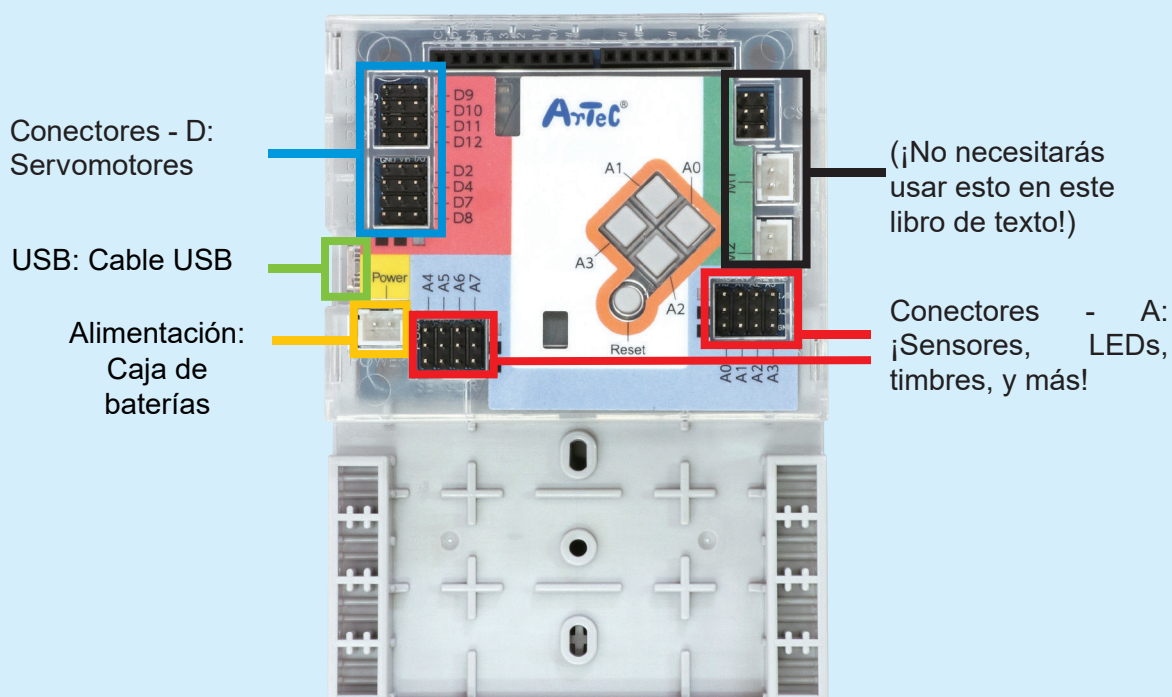 Conectores - D:
Servomotores
USB: Cable USB
Alimentación:
Caja de
baterías
D9
D10
D11
D12
D2
D4
D7
D8
Power
A4
A5
A6
A7
ArTeC®
A1
A0
A3
A2
Reset
M1
M2
A0
A1
A2
A3
(¡No necesitarás
usar esto en este
libro de texto!)
Conectores - A:
¡Sensores, LEDs,
timbres, y más!